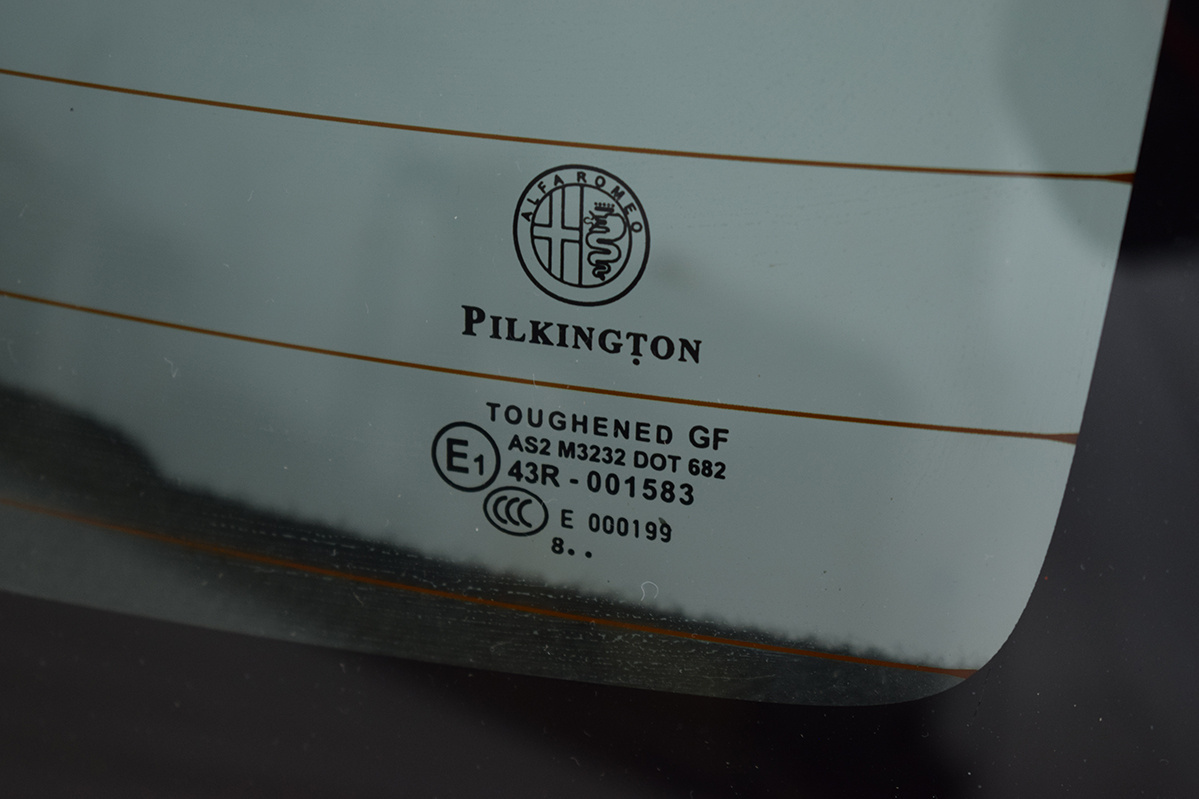 ALFA ROMEO
PILKINGTON
TOUGHENED GF
E1
AS2 M3232 DOT 682
43R - 001583
CCC
E 000199
8. .